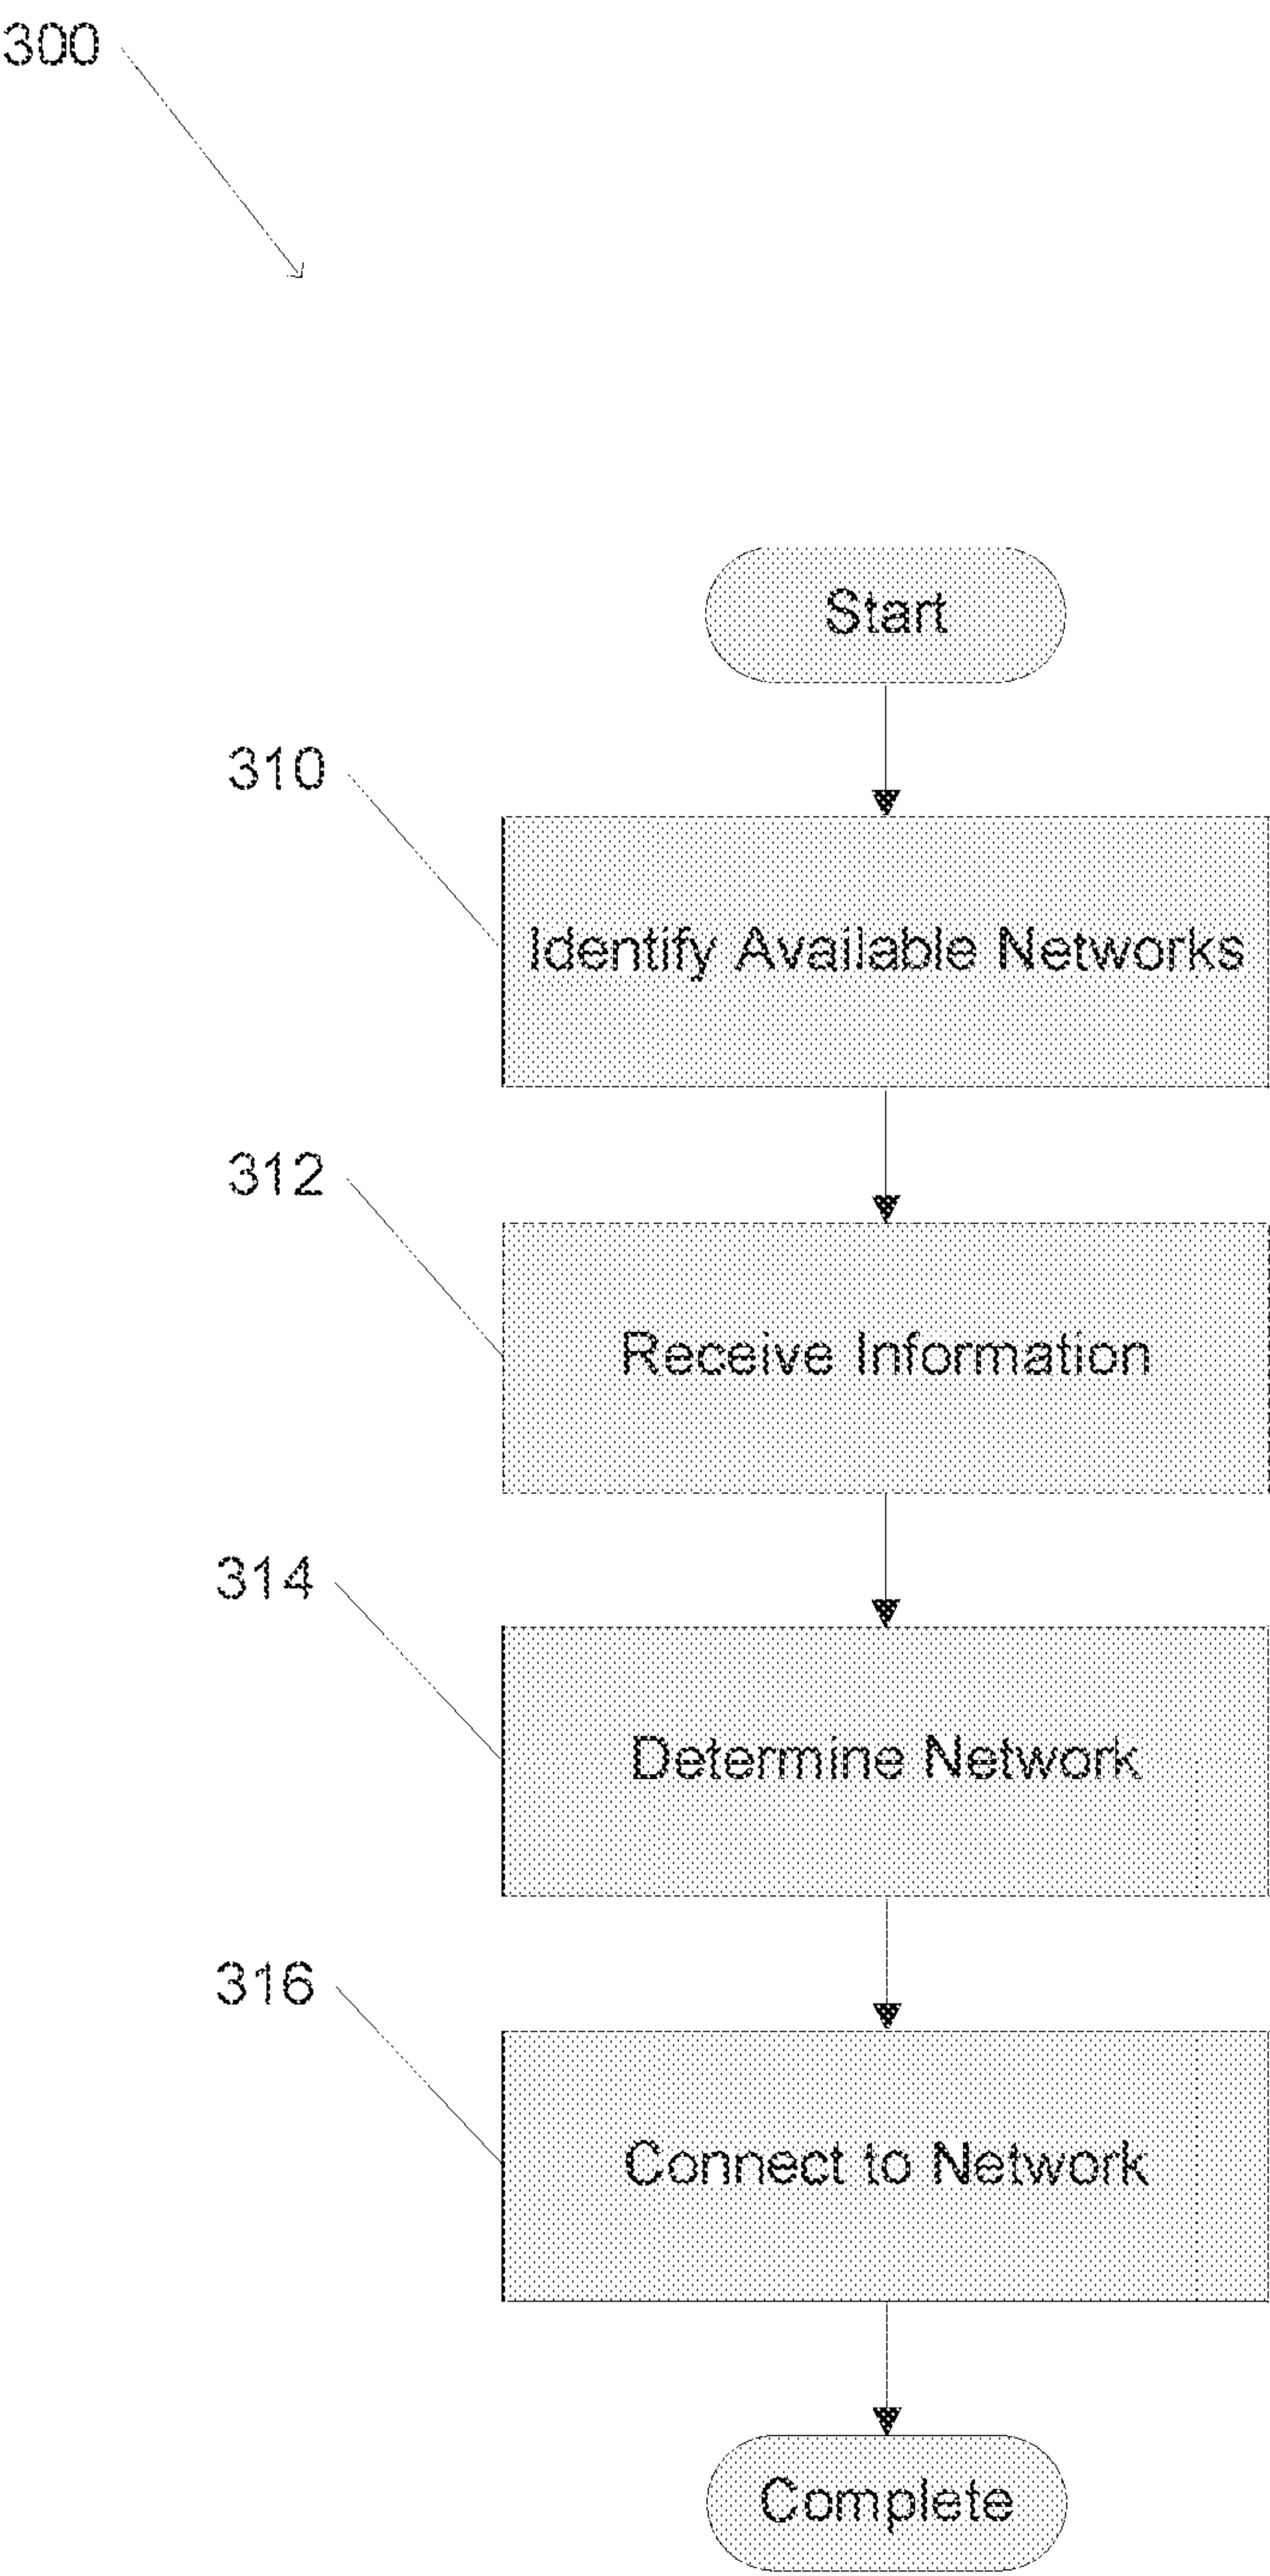 300
Start
310
Identify Available Networks
312
Receive Information
314
Determine Network
316
Connect to Network
Complete